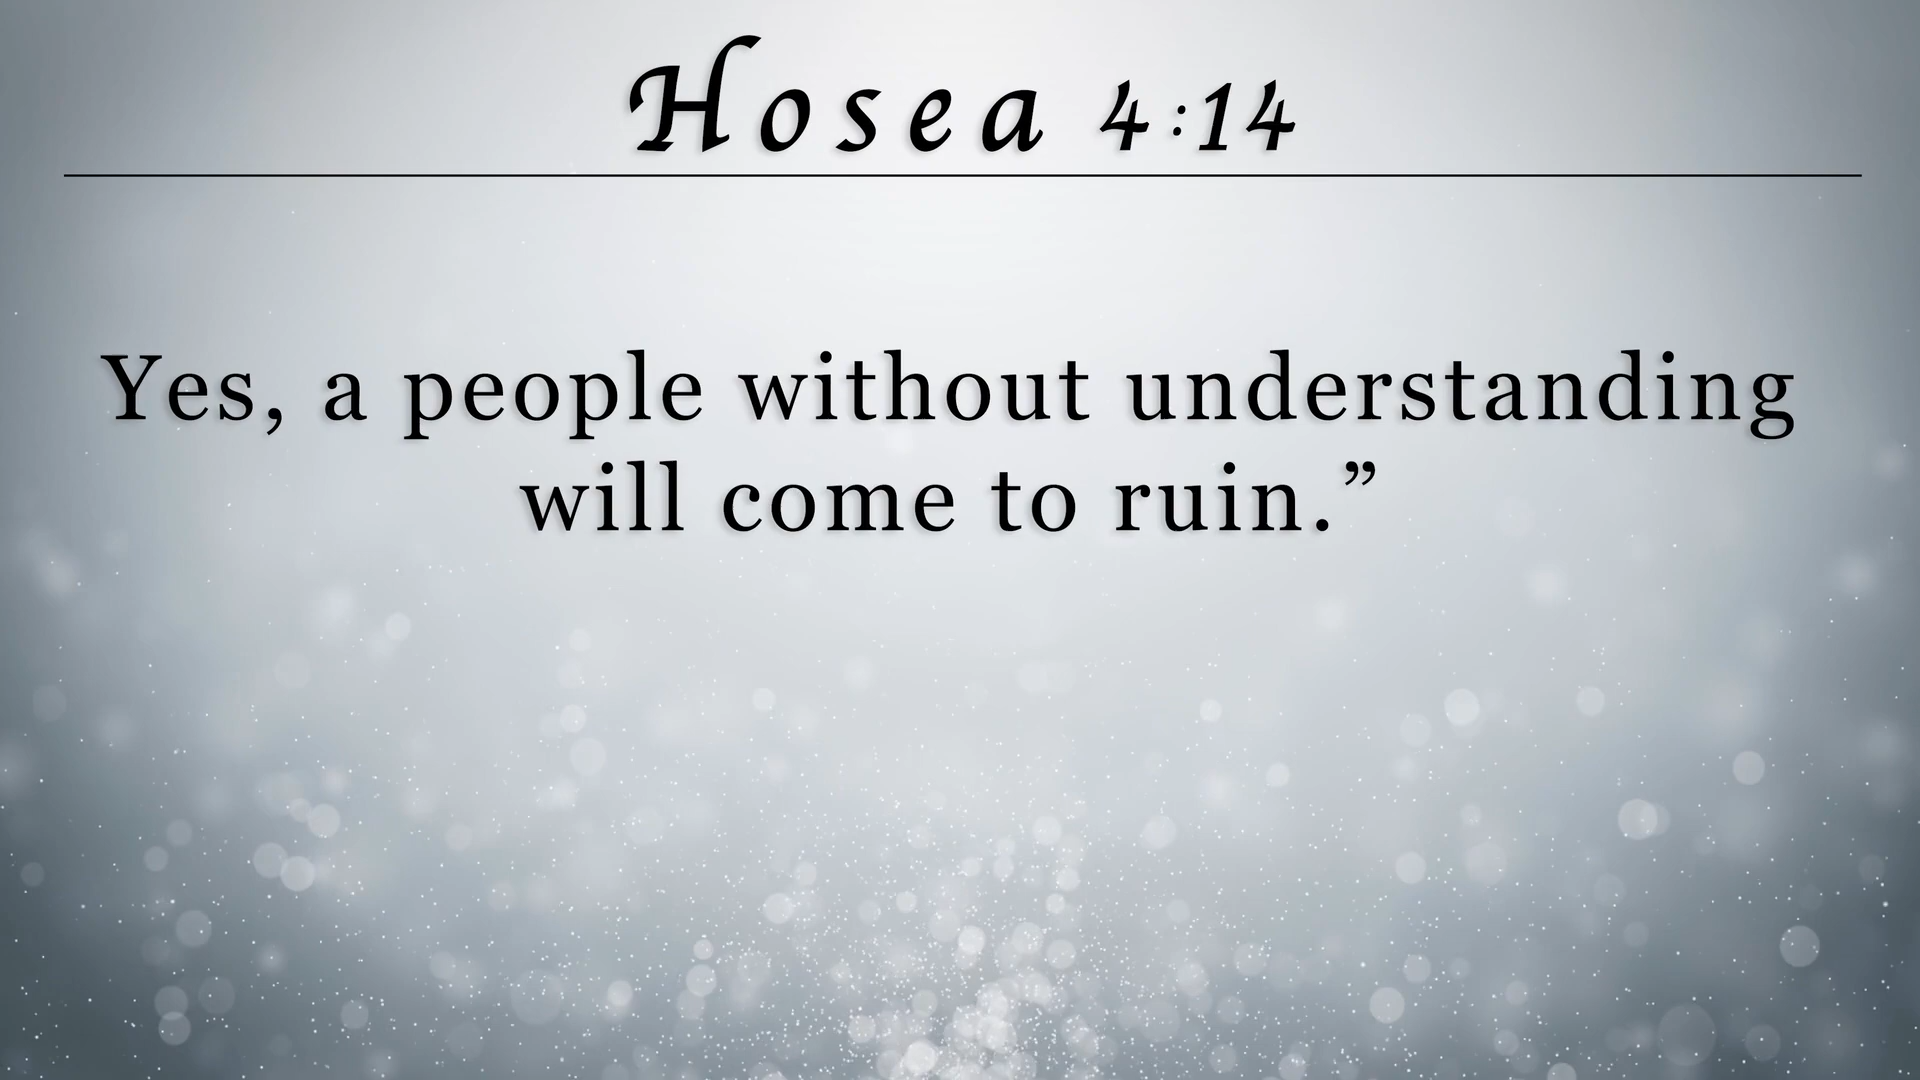 Hosea 4:14
Yes, a people without understanding
will come to ruin.”